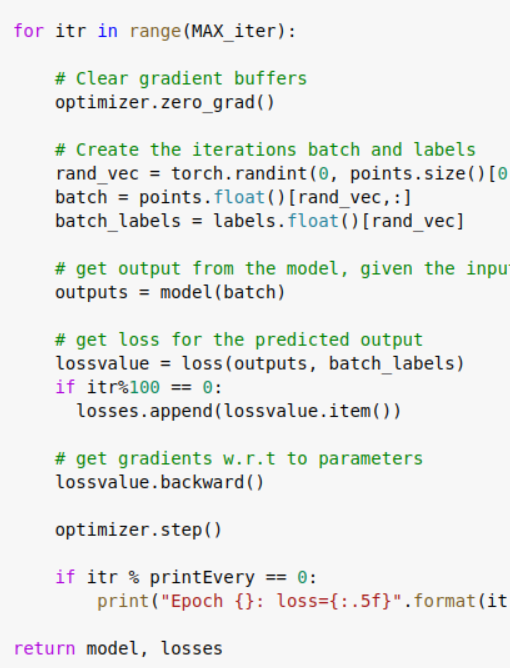 for itr in range(MAX_iter):
# Clear gradient buffers
optimizer.zero_grad()
# Create the iterations batch and labels
rand_vec = torch.randint(0, points.size()[0
batch = points.float()[rand_vec,:]
batch_labels = labels.float()[rand_vec]
# get output from the model, given the inpu
outputs = model(batch)
# get loss for the predicted output
lossvalue = loss(outputs, batch_labels)
if itr%100 == 0:
losses.append(lossvalue.item())
# get gradients w.r.t to parameters
lossvalue.backward()
optimizer.step()
if itr % printEvery == 0:
print("Epoch {}: loss={:.5f}".format(it
return model, losses